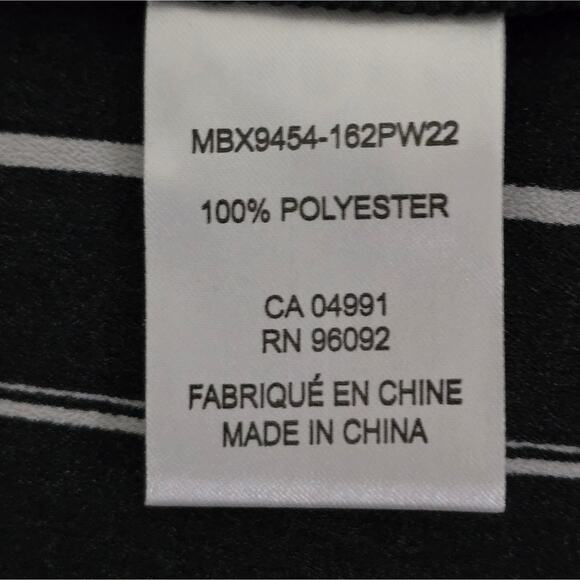 MBX9454-162PW22
100% POLYESTER
CA 04991
RN 96092
FABRIQUÉ EN CHINE
MADE IN CHINA